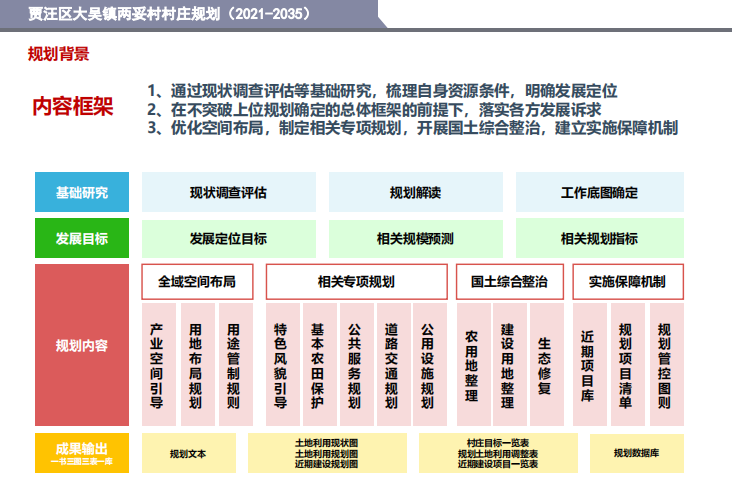 贾汪区大吴镇两妥村村庄规划（2021-2035）
规划背景
内容框架
1、通过现状调查评估等基础研究，梳理自身资源条件，明确发展定位
2、在不突破上位规划确定的总体框架的前提下，落实各方发展诉求
3、优化空间布局，制定相关专项规划，开展国土综合整治，建立实施保障机制
基础研究
现状调查评估
规划解读
工作底图确定
发展目标
发展定位目标
相关规模预测
相关规划指标
规划内容
全域空间布局
相关专项规划
国土综合整治
实施保障机制
产业空间引导
用地布局规划
用途管制规则
特色风貌引导
基本农田保护
公共服务规划
道路交通规划
公用设施规划
农用地整理
建设用地整理
生态修复
近期项目库
规划项目清单
规划管控图则
成果输出
一书三图三表一库
规划文本
土地利用现状图
土地利用规划图
近期建设规划图
村庄目标一览表
规划土地利用调整表
近期建设项目一览表
规划数据库